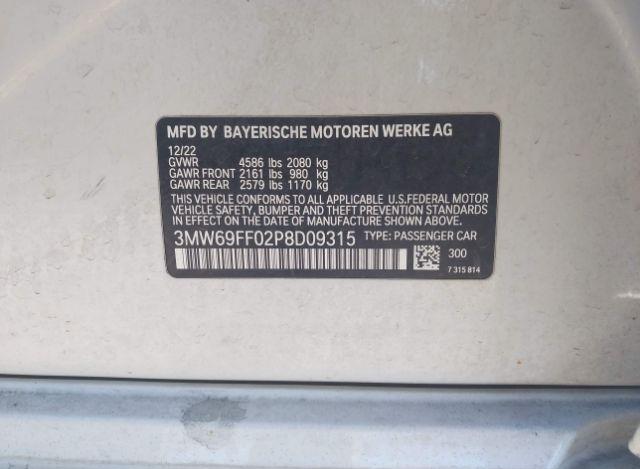 MFD BY BAYERISCHE MOTOREN WERKE AG
12/22
GVWR 4586 lbs 2080 kg
GAWR FRONT 2161 lbs 980 kg
GAWR REAR 2579 lbs 1170 kg
THIS VEHICLE CONFORMS TO ALL APPLICABLE U.S.FEDERAL MOTOR
VEHICLE SAFETY, BUMPER AND THEFT PREVENTION STANDARDS
IN EFFECT ON THE DATE OF MANUFACTURE SHOWN ABOVE.
3MW69FF02P8D09315 TYPE: PASSENGER CAR
300
7 315 814